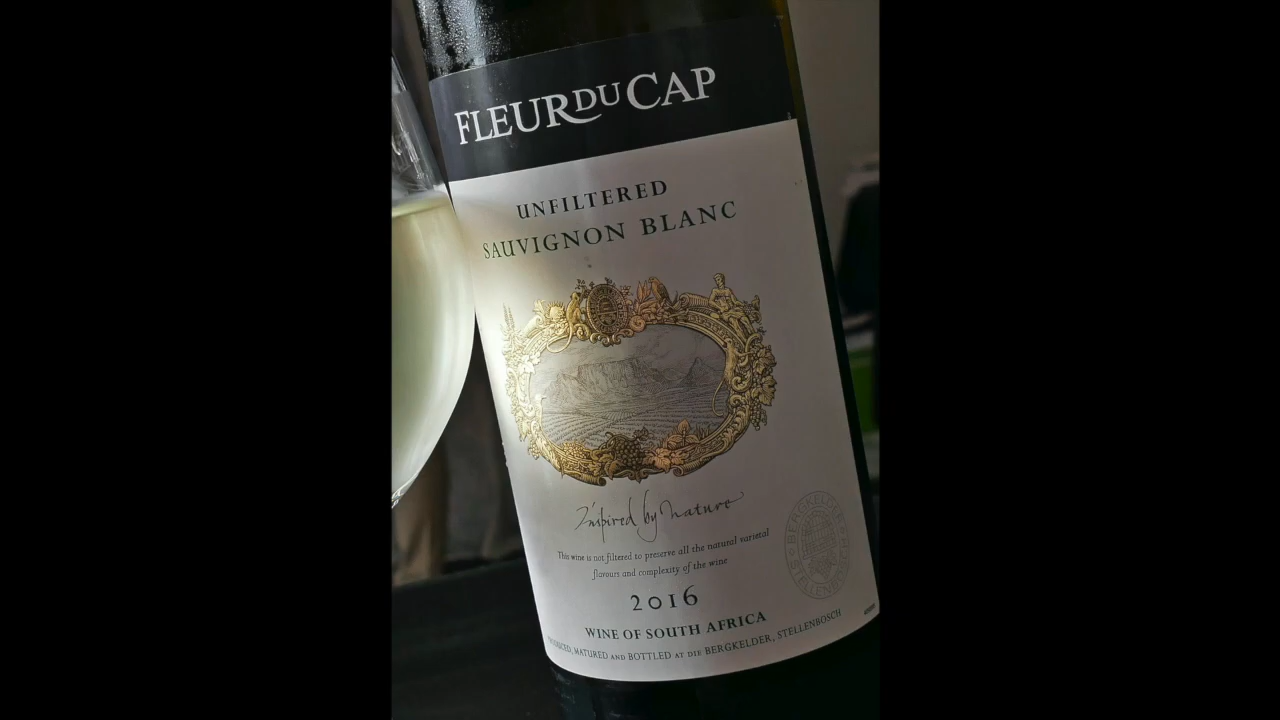 FLEUR DU CAP
UNFILTERED
SAUVIGNON BLANC
Inspired by Nature
This wine is not filtered to preserve all the natural varietal
flavours and complexity of the wine
2016
WINE OF SOUTH AFRICA
PRODUCED, MATURED AND BOTTLED AT DIE BERGKELDER, STELLENBOSCH
BERGKELDER